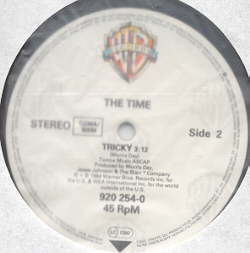 THE TIME
STEREO
GEMA/
BIEM
Side 2
TRICKY 3:12
(Morris Day)
Tionna Music ASCAP
Produced by Morris Day,
Jesse Johnson & The Starr * Company
℗ & © 1984 Warner Bros. Records Inc. for
the U.S. & WEA International Inc. for the world
outside of the U.S.
920 254-0
45 RpM